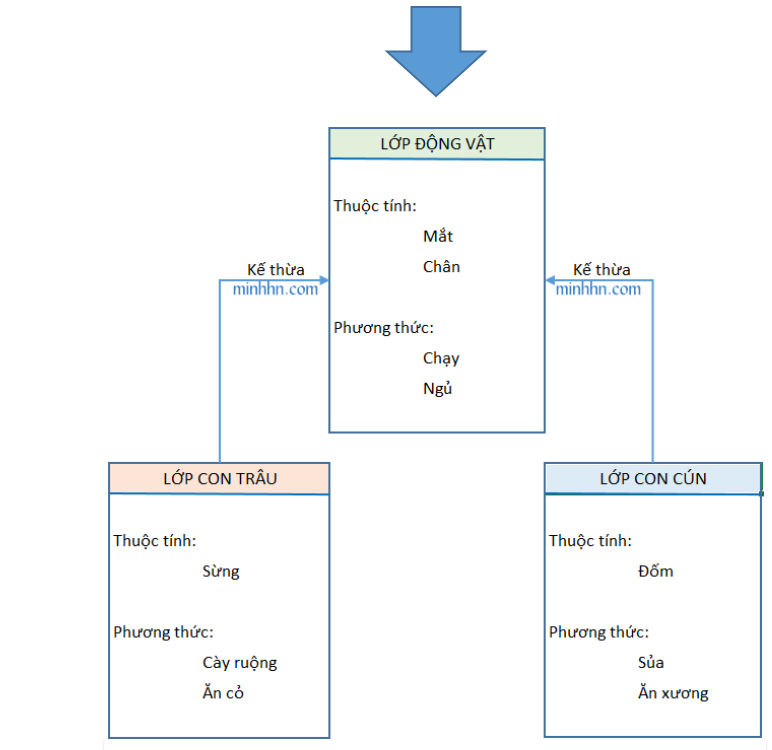 LỚP ĐỘNG VẬT
Thuộc tính:
Mắt
Chân
Phương thức:
Chạy
Ngủ
Kế thừa
minhhn.com
Kế thừa
minhhn.com
LỚP CON TRÂU
Thuộc tính:
Sừng
Phương thức:
Cày ruộng
Ăn cỏ
LỚP CON CÚN
Thuộc tính:
Đốm
Phương thức:
Sủa
Ăn xương